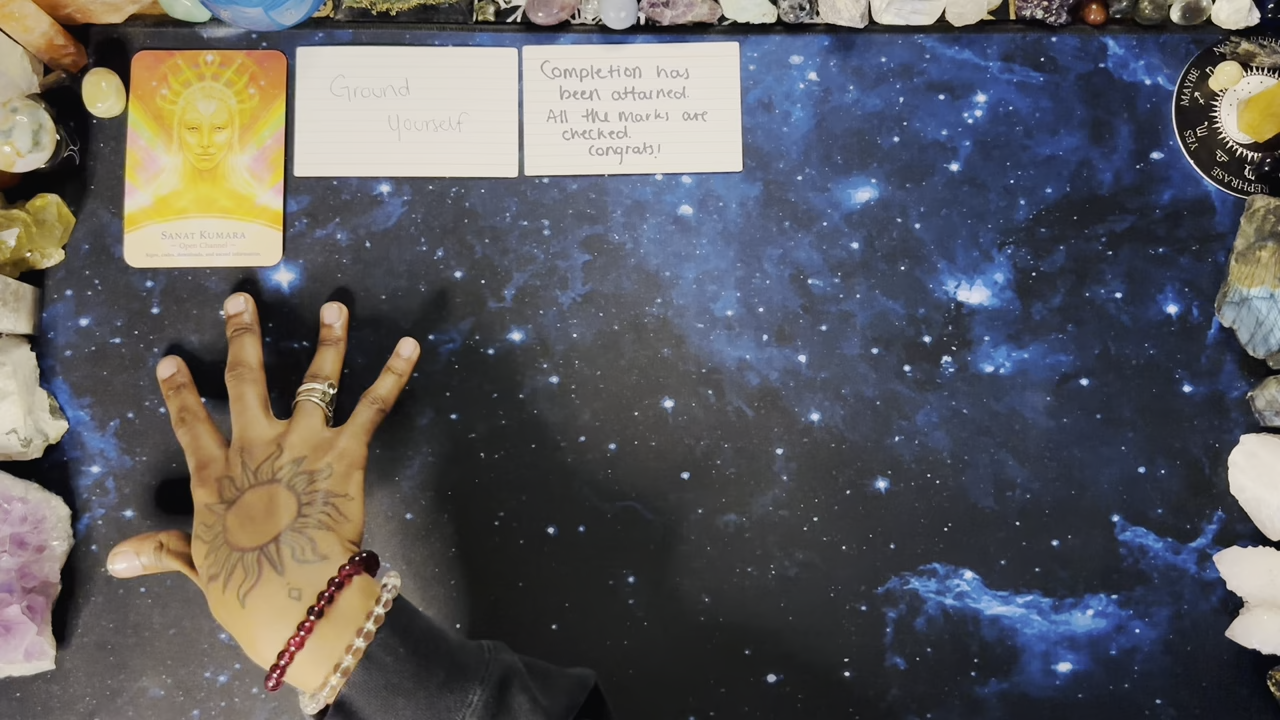 SANAT KUMARA
— Open Channel —
Ground
Yourself
Completion has
been attained.
All the marks are
checked.
congrats!
MAYBE
YES
REPHRASE